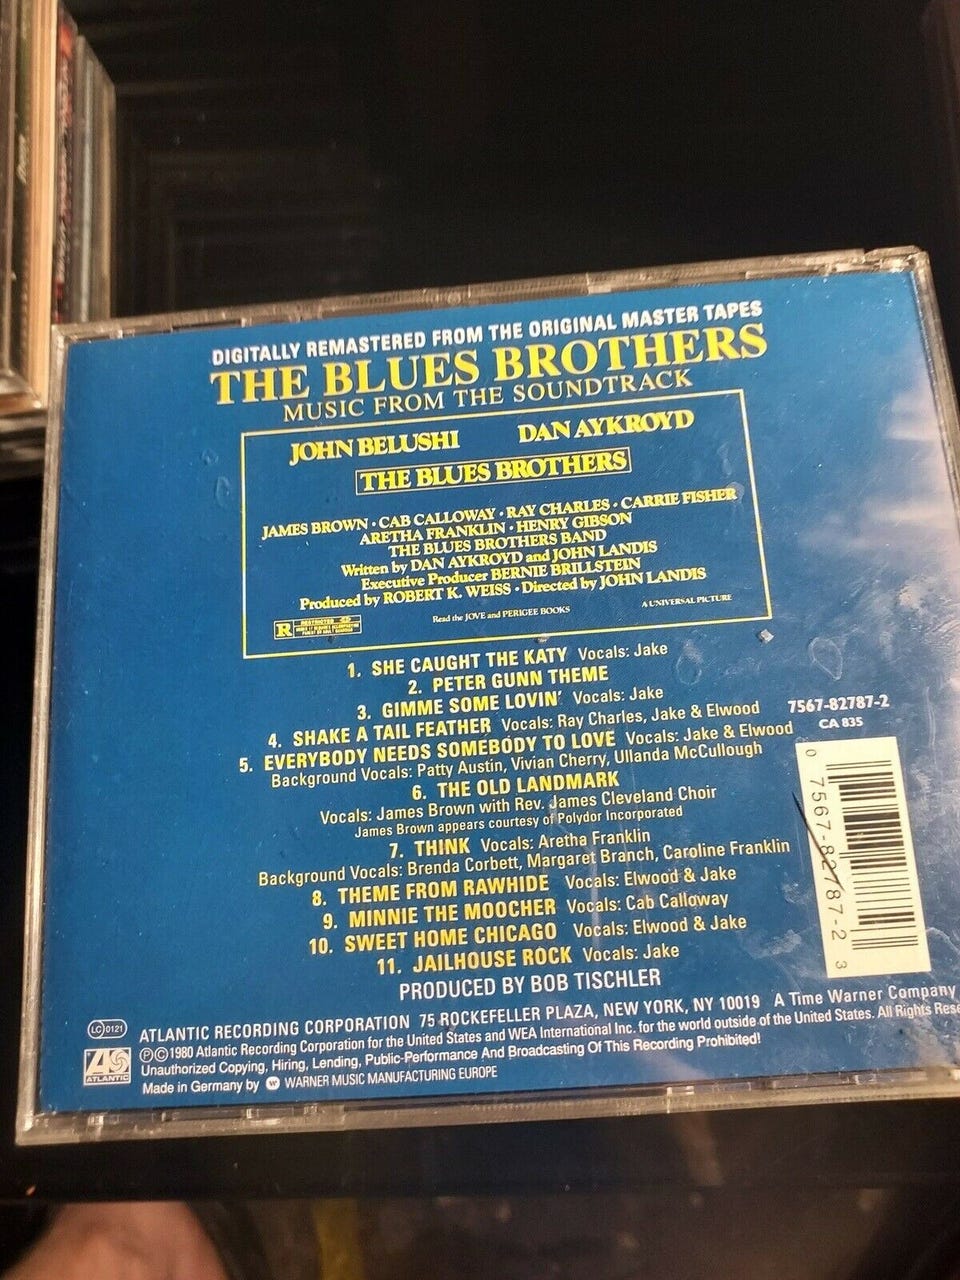 DIGITALLY REMASTERED FROM THE ORIGINAL MASTER TAPES
THE BLUES BROTHERS
MUSIC FROM THE SOUNDTRACK
JOHN BELUSHI DAN AYKROYD
THE BLUES BROTHERS
JAMES BROWN · CAB CALLOWAY · RAY CHARLES · CARRIE FISHER
ARETHA FRANKLIN · HENRY GIBSON
THE BLUES BROTHERS BAND
Written by DAN AYKROYD and JOHN LANDIS
Executive Producer BERNIE BRILLSTEIN
Produced by ROBERT K. WEISS · Directed by JOHN LANDIS
Read the JOVE and PERIGEE BOOKS A UNIVERSAL PICTURE
R RESTRICTED
1. SHE CAUGHT THE KATY Vocals: Jake
2. PETER GUNN THEME
3. GIMME SOME LOVIN' Vocals: Jake
4. SHAKE A TAIL FEATHER Vocals: Ray Charles, Jake & Elwood
5. EVERYBODY NEEDS SOMEBODY TO LOVE Vocals: Jake & Elwood
Background Vocals: Patty Austin, Vivian Cherry, Ullanda McCullough
6. THE OLD LANDMARK
Vocals: James Brown with Rev. James Cleveland Choir
James Brown appears courtesy of Polydor Incorporated
7. THINK Vocals: Aretha Franklin
Background Vocals: Brenda Corbett, Margaret Branch, Caroline Franklin
8. THEME FROM RAWHIDE Vocals: Elwood & Jake
9. MINNIE THE MOOCHER Vocals: Cab Calloway
10. SWEET HOME CHICAGO Vocals: Elwood & Jake
11. JAILHOUSE ROCK Vocals: Jake
PRODUCED BY BOB TISCHLER
7567-82787-2
CA 835
0 7567-82787-2 3
LC 0121
ATLANTIC
ATLANTIC RECORDING CORPORATION 75 ROCKEFELLER PLAZA, NEW YORK, NY 10019 A Time Warner Company
℗©1980 Atlantic Recording Corporation for the United States and WEA International Inc. for the world outside of the United States. All Rights Rese
Unauthorized Copying, Hiring, Lending, Public-Performance And Broadcasting Of This Recording Prohibited!
Made in Germany by WARNER MUSIC MANUFACTURING EUROPE